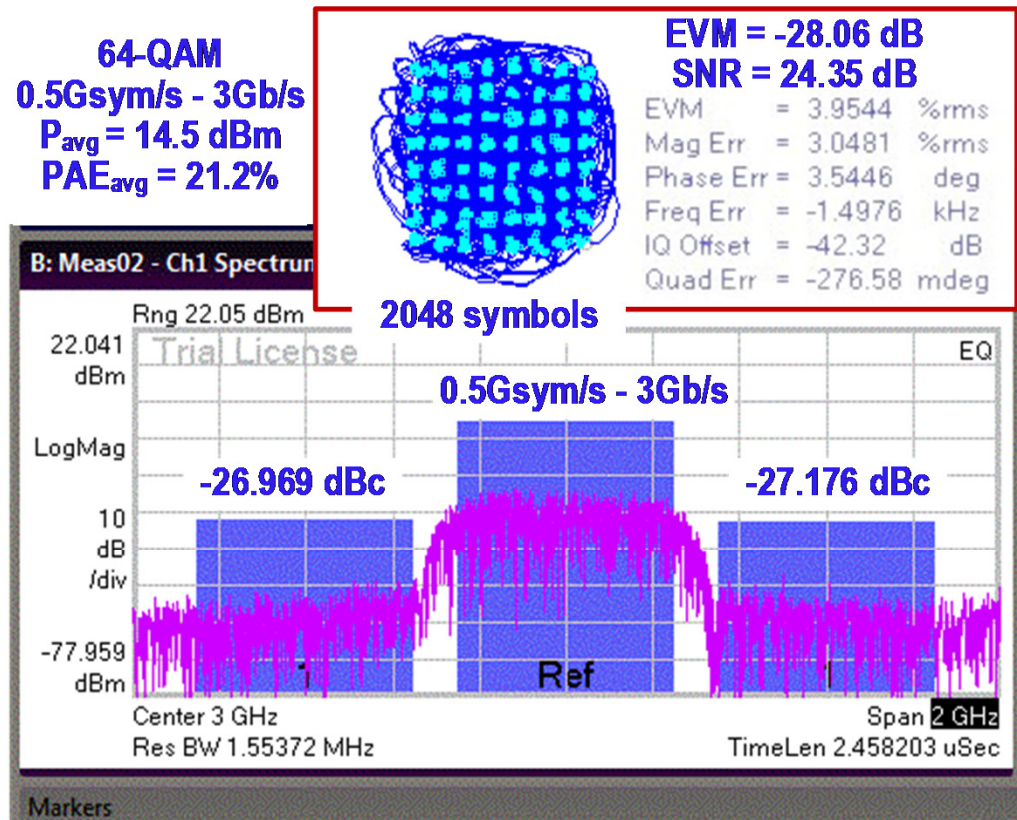 64-QAM
0.5Gsym/s - 3Gb/s
Pavg = 14.5 dBm
PAEavg = 21.2%
EVM = -28.06 dB
SNR = 24.35 dB
EVM = 3.9544 %rms
Mag Err = 3.0481 %rms
Phase Err = 3.5446 deg
Freq Err = -1.4976 kHz
IQ Offset = -42.32 dB
Quad Err = -276.58 mdeg
2048 symbols
B: Meas02 - Ch1 Spectrum
Rng 22.05 dBm
22.041
dBm
Trial License
EQ
0.5Gsym/s - 3Gb/s
LogMag
-26.969 dBc
-27.176 dBc
10
dB
/div
-77.959
dBm
1
Ref
1
Center 3 GHz
Span 2 GHz
Res BW 1.55372 MHz
TimeLen 2.458203 uSec
Markers